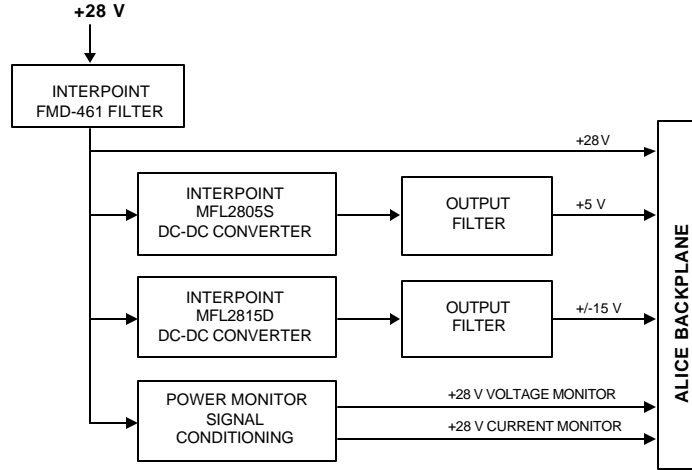 +28 V
INTERPOINT
FMD-461 FILTER
+28 V
INTERPOINT
MFL2805S
DC-DC CONVERTER
OUTPUT
FILTER
+5 V
INTERPOINT
MFL2815D
DC-DC CONVERTER
OUTPUT
FILTER
+/-15 V
POWER MONITOR
SIGNAL
CONDITIONING
+28 V VOLTAGE MONITOR
+28 V CURRENT MONITOR
ALICE BACKPLANE